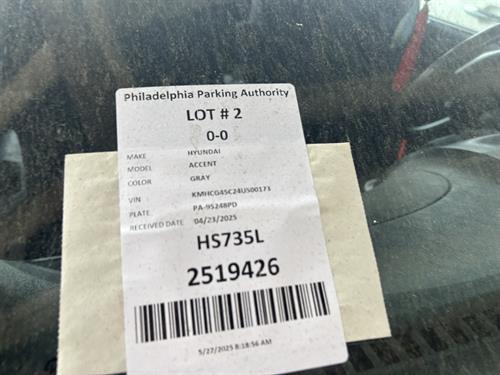 Philadelphia Parking Authority
LOT # 2
0-0
MAKE HYUNDAI
MODEL ACCENT
COLOR GRAY
VIN KMHCG45C24U500173
PLATE PA-95248PD
RECEIVED DATE 04/23/2025
HS735L
2519426
5/27/2025 8:18:56 AM